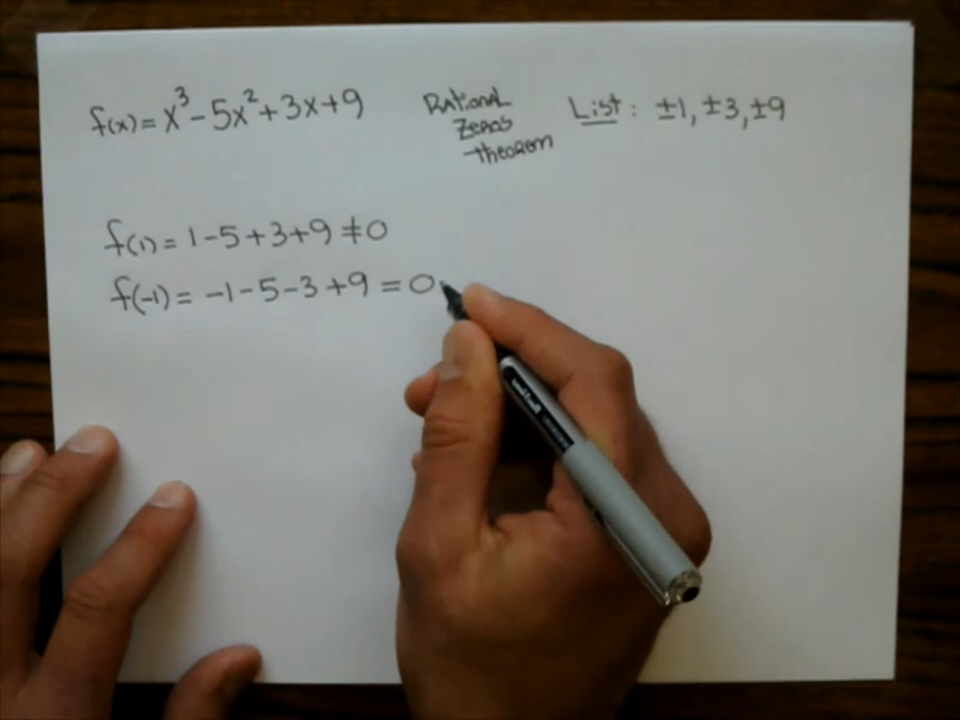 f(x) = x³ - 5x² + 3x + 9
Rational
Zeros
theorem
List : ±1, ±3, ±9
f(1) = 1 - 5 + 3 + 9 ≠ 0
f(-1) = -1 - 5 - 3 + 9 = 0